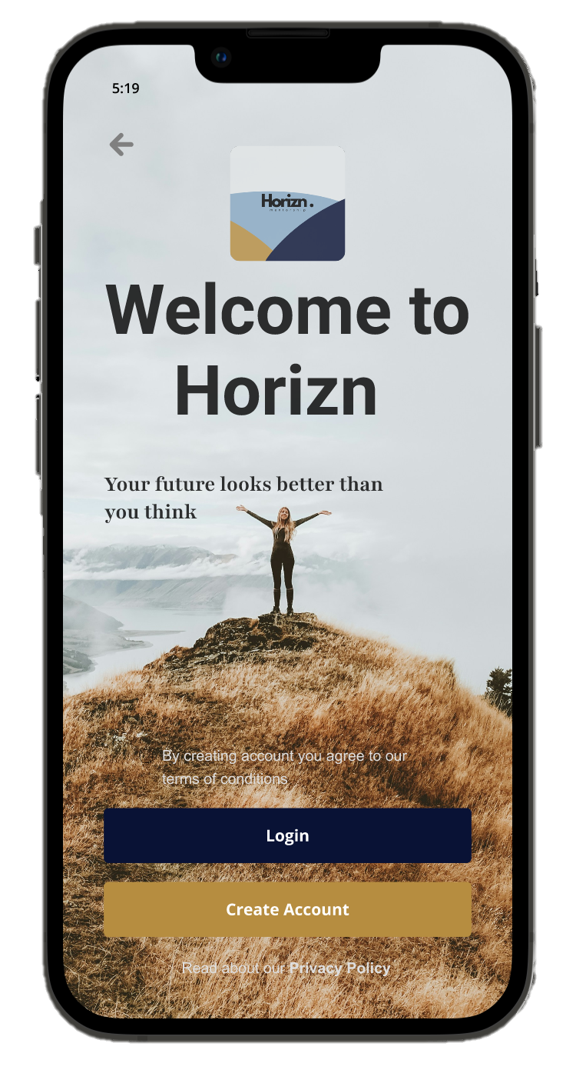 5:19
Horizn.
Welcome to
Horizn
Your future looks better than
you think
By creating account you agree to our
terms of conditions
Login
Create Account
Read about our Privacy Policy